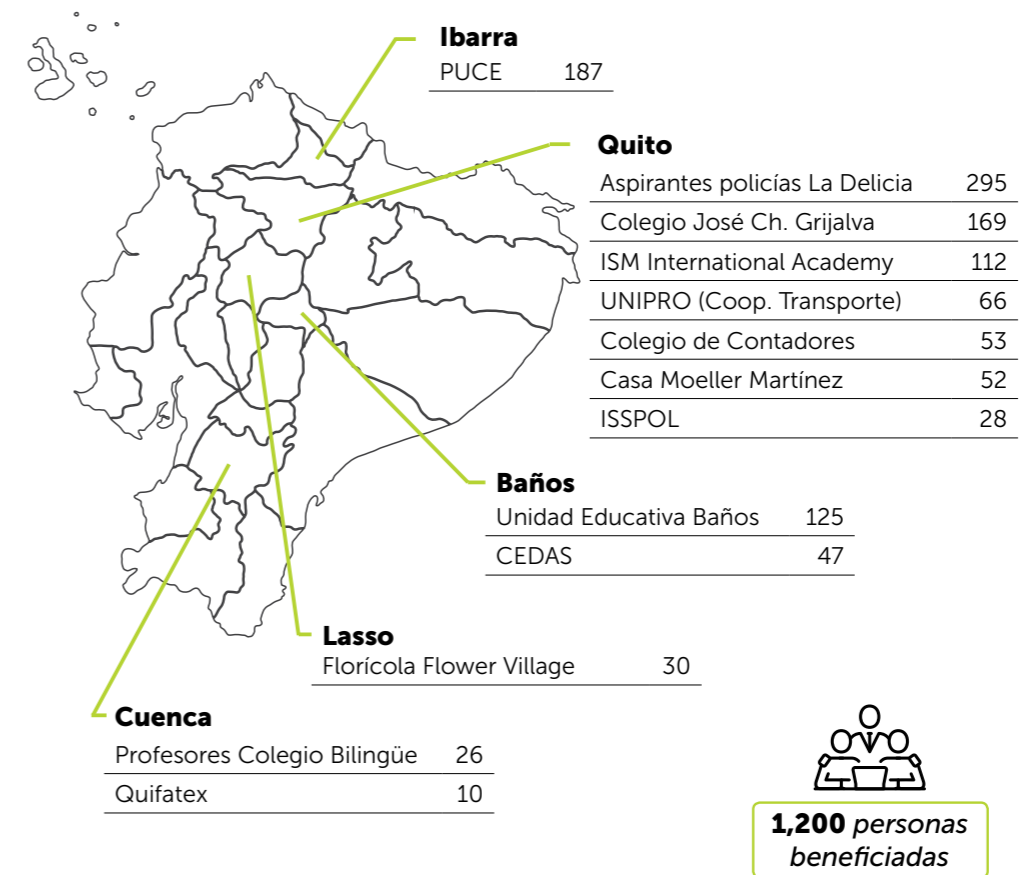 Ibarra
PUCE 187
Quito
Aspirantes policías La Delicia 295
Colegio José Ch. Grijalva 169
ISM International Academy 112
UNIPRO (Coop. Transporte) 66
Colegio de Contadores 53
Casa Moeller Martínez 52
ISSPOL 28
Baños
Unidad Educativa Baños 125
CEDAS 47
Lasso
Florícola Flower Village 30
Cuenca
Profesores Colegio Bilingüe 26
Quifatex 10
1,200 personas
beneficiadas